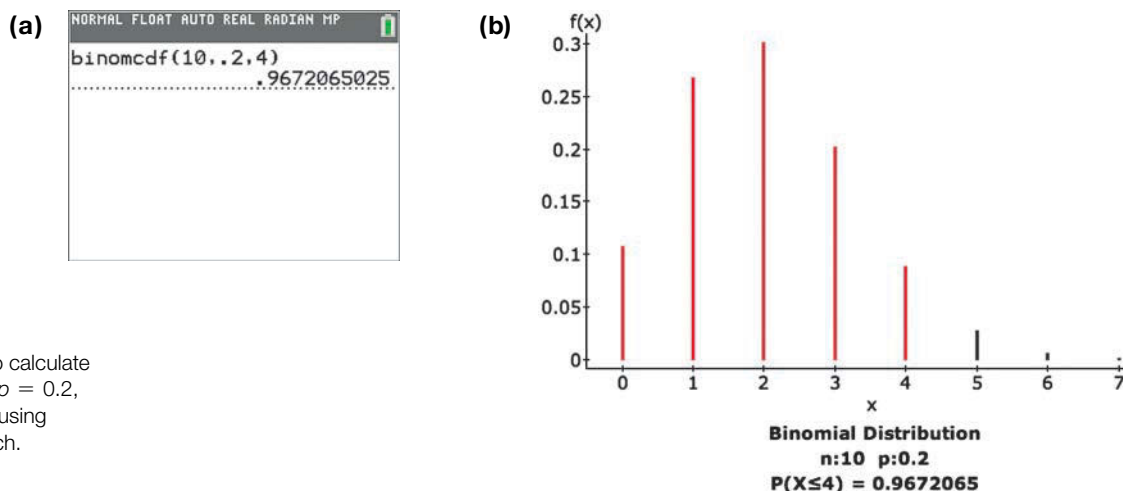 (a)
NORMAL FLOAT AUTO REAL RADIAN MP
binomcdf(10,.2,4)
.9672065025
calculate
p = 0.2,
using
(b)
f(x)
0.3
0.25
0.2
0.15
0.1
0.05
0
0 1 2 3 4 5 6 7
x
Binomial Distribution
n:10 p:0.2
P(X≤4) = 0.9672065